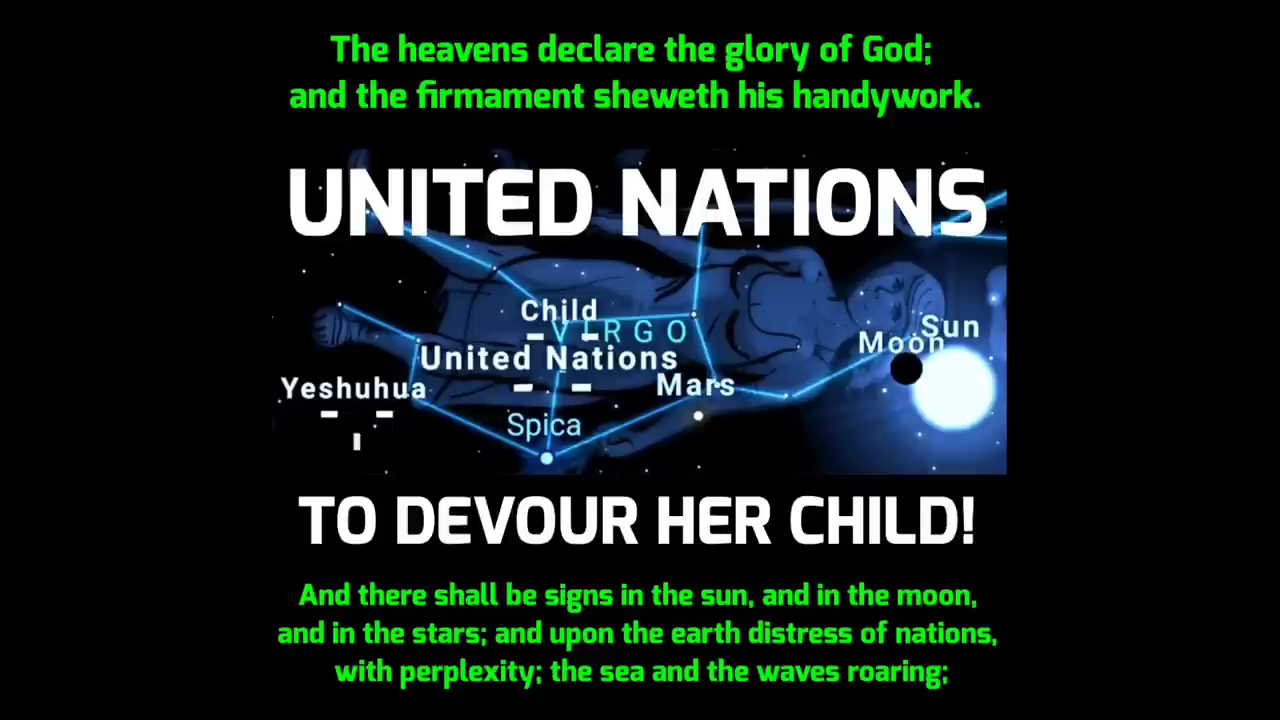 The heavens declare the glory of God;
and the firmament sheweth his handywork.
UNITED NATIONS
Child
VIRGO
United Nations
Sun
Moon
Yeshuhua
Mars
Spica
TO DEVOUR HER CHILD!
And there shall be signs in the sun, and in the moon,
and in the stars; and upon the earth distress of nations,
with perplexity; the sea and the waves roaring;